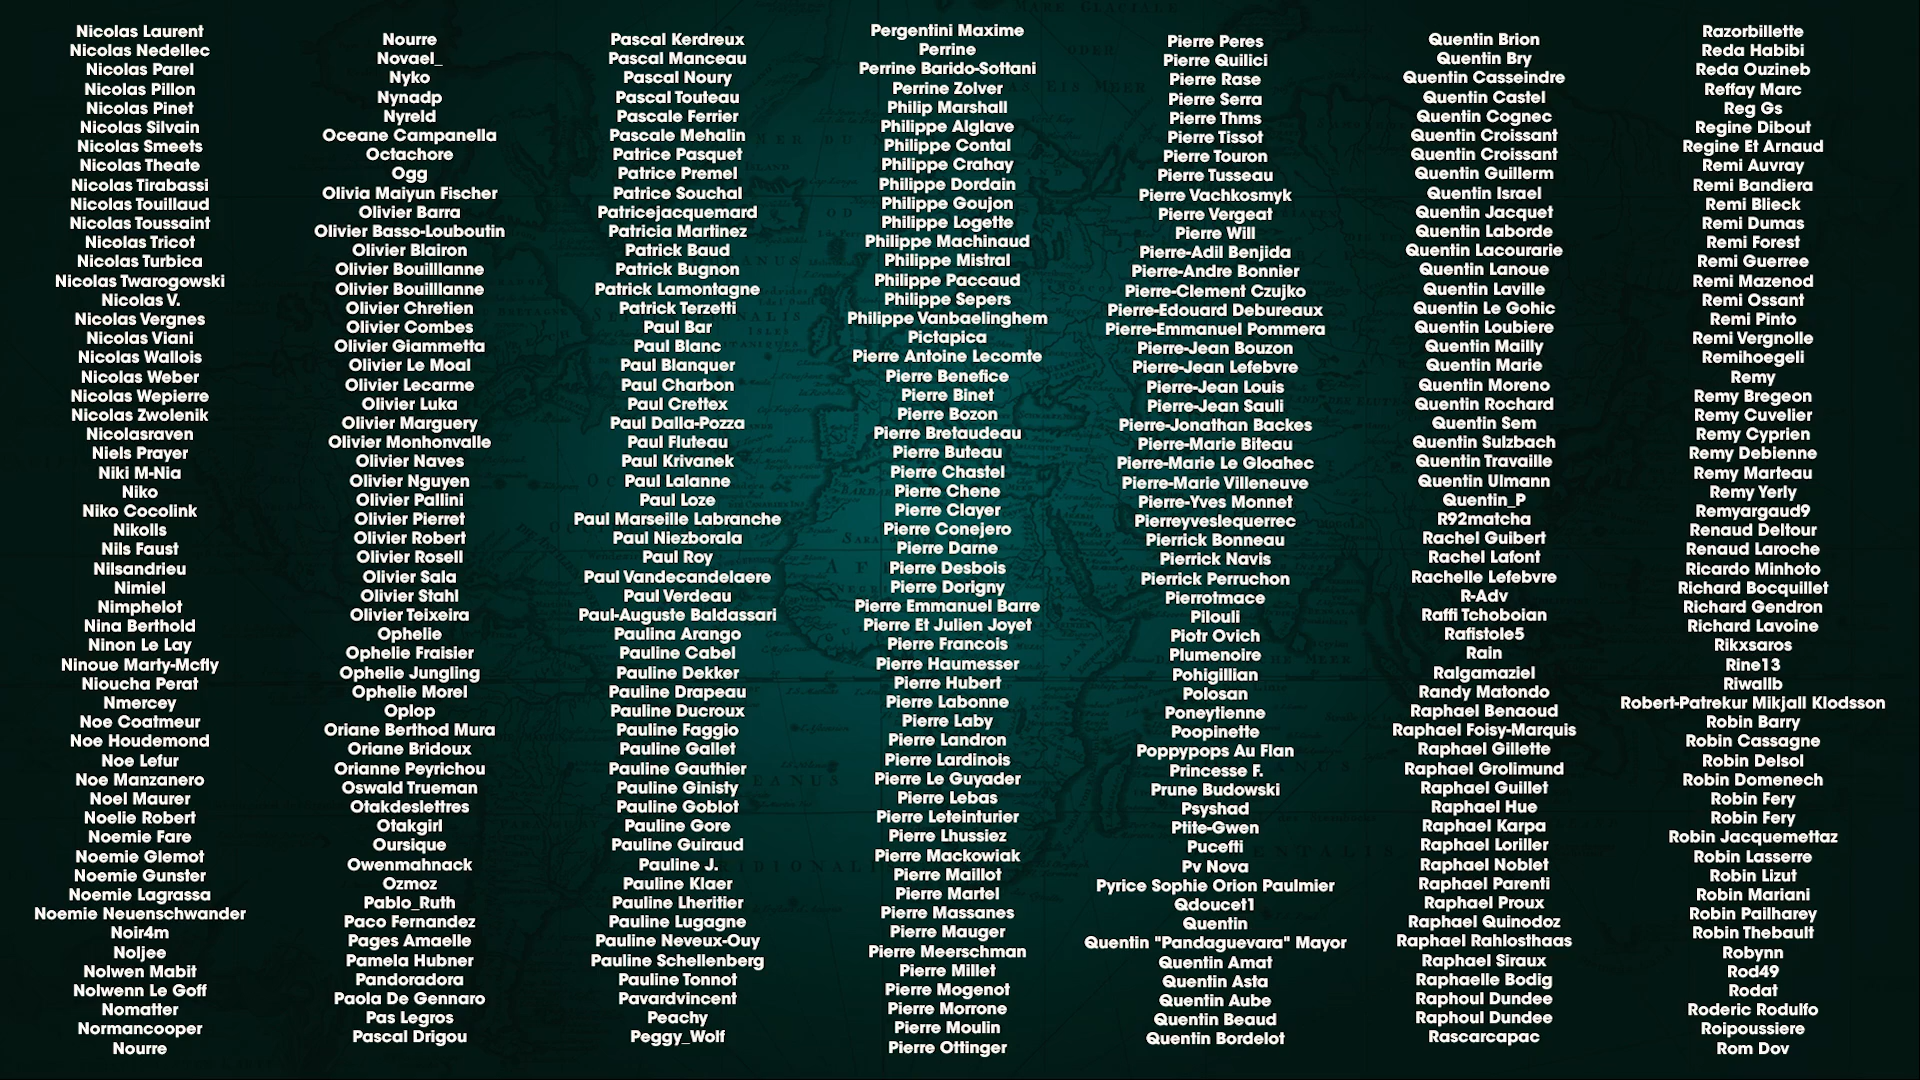 Nicolas Laurent
Nicolas Nedellec
Nicolas Parel
Nicolas Pillon
Nicolas Pinet
Nicolas Silvain
Nicolas Smeets
Nicolas Theate
Nicolas Tirabassi
Nicolas Touillaud
Nicolas Toussaint
Nicolas Tricot
Nicolas Turbica
Nicolas Twarogowski
Nicolas V.
Nicolas Vergnes
Nicolas Viani
Nicolas Wallois
Nicolas Weber
Nicolas Wepierre
Nicolas Zwolenik
Nicolasraven
Niels Prayer
Niki M-Nia
Niko
Niko Cocolink
Nikolls
Nils Faust
Nilsandrieu
Nimiel
Nimphelot
Nina Berthold
Ninon Le Lay
Ninoue Marty-Mcfly
Nioucha Perat
Nmercey
Noe Coatmeur
Noe Houdemond
Noe Lefur
Noe Manzanero
Noel Maurer
Noelie Robert
Noemie Fare
Noemie Glemot
Noemie Gunster
Noemie Lagrassa
Noemie Neuenschwander
Noir4m
Noljee
Nolwen Mabit
Nolwenn Le Goff
Nomatter
Normancooper
Nourre
Nourre
Novael_
Nyko
Nynadp
Nyreld
Oceane Campanella
Octachore
Ogg
Olivia Maiyun Fischer
Olivier Barra
Olivier Basso-Louboutin
Olivier Blairon
Olivier Bouilllanne
Olivier Bouilllanne
Olivier Chretien
Olivier Combes
Olivier Giammetta
Olivier Le Moal
Olivier Lecarme
Olivier Luka
Olivier Marguery
Olivier Monhonvalle
Olivier Naves
Olivier Nguyen
Olivier Pallini
Olivier Pierret
Olivier Robert
Olivier Rosell
Olivier Sala
Olivier Stahl
Olivier Teixeira
Ophelie
Ophelie Fraisier
Ophelie Jungling
Ophelie Morel
Oplop
Oriane Berthod Mura
Oriane Bridoux
Orianne Peyrichou
Oswald Trueman
Otakdeslettres
Otakgirl
Oursique
Owenmahnack
Ozmoz
Pablo_Ruth
Paco Fernandez
Pages Amaelle
Pamela Hubner
Pandoradora
Paola De Gennaro
Pas Legros
Pascal Drigou
Pascal Kerdreux
Pascal Manceau
Pascal Noury
Pascal Touteau
Pascale Ferrier
Pascale Mehalin
Patrice Pasquet
Patrice Premel
Patrice Souchal
Patricejacquemard
Patricia Martinez
Patrick Baud
Patrick Bugnon
Patrick Lamontagne
Patrick Terzetti
Paul Bar
Paul Blanc
Paul Blanquer
Paul Charbon
Paul Crettex
Paul Dalla-Pozza
Paul Fluteau
Paul Krivanek
Paul Lalanne
Paul Loze
Paul Marseille Labranche
Paul Niezborala
Paul Roy
Paul Vandecandelaere
Paul Verdeau
Paul-Auguste Baldassari
Paulina Arango
Pauline Cabel
Pauline Dekker
Pauline Drapeau
Pauline Ducroux
Pauline Faggio
Pauline Gallet
Pauline Gauthier
Pauline Ginisty
Pauline Goblot
Pauline Gore
Pauline Guiraud
Pauline J.
Pauline Klaer
Pauline Lheritier
Pauline Lugagne
Pauline Neveux-Ouy
Pauline Schellenberg
Pauline Tonnot
Pavardvincent
Peachy
Peggy_Wolf
Pergentini Maxime
Perrine
Perrine Barido-Sottani
Perrine Zolver
Philip Marshall
Philippe Alglave
Philippe Contal
Philippe Crahay
Philippe Dordain
Philippe Goujon
Philippe Logette
Philippe Machinaud
Philippe Mistral
Philippe Paccaud
Philippe Sepers
Philippe Vanbaelinghem
Pictapica
Pierre Antoine Lecomte
Pierre Benefice
Pierre Binet
Pierre Bozon
Pierre Bretaudeau
Pierre Buteau
Pierre Chastel
Pierre Chene
Pierre Clayer
Pierre Conejero
Pierre Darne
Pierre Desbois
Pierre Dorigny
Pierre Emmanuel Barre
Pierre Et Julien Joyet
Pierre Francois
Pierre Haumesser
Pierre Hubert
Pierre Labonne
Pierre Laby
Pierre Landron
Pierre Lardinois
Pierre Le Guyader
Pierre Lebas
Pierre Leteinturier
Pierre Lhussiez
Pierre Mackowiak
Pierre Maillot
Pierre Martel
Pierre Massanes
Pierre Mauger
Pierre Meerschman
Pierre Millet
Pierre Mogenot
Pierre Morrone
Pierre Moulin
Pierre Ottinger
Pierre Peres
Pierre Quilici
Pierre Rase
Pierre Serra
Pierre Thms
Pierre Tissot
Pierre Touron
Pierre Tusseau
Pierre Vachkosmyk
Pierre Vergeat
Pierre Will
Pierre-Adil Benjida
Pierre-Andre Bonnier
Pierre-Clement Czujko
Pierre-Edouard Debureaux
Pierre-Emmanuel Pommera
Pierre-Jean Bouzon
Pierre-Jean Lefebvre
Pierre-Jean Louis
Pierre-Jean Sauli
Pierre-Jonathan Backes
Pierre-Marie Biteau
Pierre-Marie Le Gloahec
Pierre-Marie Villeneuve
Pierre-Yves Monnet
Pierreyveslequerrec
Pierrick Bonneau
Pierrick Navis
Pierrick Perruchon
Pierrotmace
Pilouli
Piotr Ovich
Plumenoire
Pohigillian
Polosan
Poneytienne
Poopinette
Poppypops Au Flan
Princesse F.
Prune Budowski
Psyshad
Ptite-Gwen
Pucefti
Pv Nova
Pyrice Sophie Orion Paulmier
Qdoucet1
Quentin
Quentin "Pandaguevara" Mayor
Quentin Amat
Quentin Asta
Quentin Aube
Quentin Beaud
Quentin Bordelot
Quentin Brion
Quentin Bry
Quentin Casseindre
Quentin Castel
Quentin Cognec
Quentin Croissant
Quentin Croissant
Quentin Guillerm
Quentin Israel
Quentin Jacquet
Quentin Laborde
Quentin Lacourarie
Quentin Lanoue
Quentin Laville
Quentin Le Gohic
Quentin Loubiere
Quentin Mailly
Quentin Marie
Quentin Moreno
Quentin Rochard
Quentin Sem
Quentin Sulzbach
Quentin Travaille
Quentin Ulmann
Quentin_P
R92matcha
Rachel Guibert
Rachel Lafont
Rachelle Lefebvre
R-Adv
Raffi Tchoboian
Rafistole5
Rain
Ralgamaziel
Randy Matondo
Raphael Benaoud
Raphael Foisy-Marquis
Raphael Gillette
Raphael Grolimund
Raphael Guillet
Raphael Hue
Raphael Karpa
Raphael Loriller
Raphael Noblet
Raphael Parenti
Raphael Proux
Raphael Quinodoz
Raphael Rahlosthaas
Raphael Siraux
Raphaelle Bodig
Raphoul Dundee
Raphoul Dundee
Rascarcapac
Razorbillette
Reda Habibi
Reda Ouzineb
Reffay Marc
Reg Gs
Regine Dibout
Regine Et Arnaud
Remi Auvray
Remi Bandiera
Remi Blieck
Remi Dumas
Remi Forest
Remi Guerree
Remi Mazenod
Remi Ossant
Remi Pinto
Remi Vergnolle
Remihoegeli
Remy
Remy Bregeon
Remy Cuvelier
Remy Cyprien
Remy Debienne
Remy Marteau
Remy Yerly
Remyargaud9
Renaud Deltour
Renaud Laroche
Ricardo Minhoto
Richard Bocquillet
Richard Gendron
Richard Lavoine
Rikxsaros
Rine13
Riwallb
Robert-Patrekur Mikjall Klodsson
Robin Barry
Robin Cassagne
Robin Delsol
Robin Domenech
Robin Fery
Robin Fery
Robin Jacquemettaz
Robin Lasserre
Robin Lizut
Robin Mariani
Robin Pailharey
Robin Thebault
Robynn
Rod49
Rodat
Roderic Rodulfo
Roipoussiere
Rom Dov